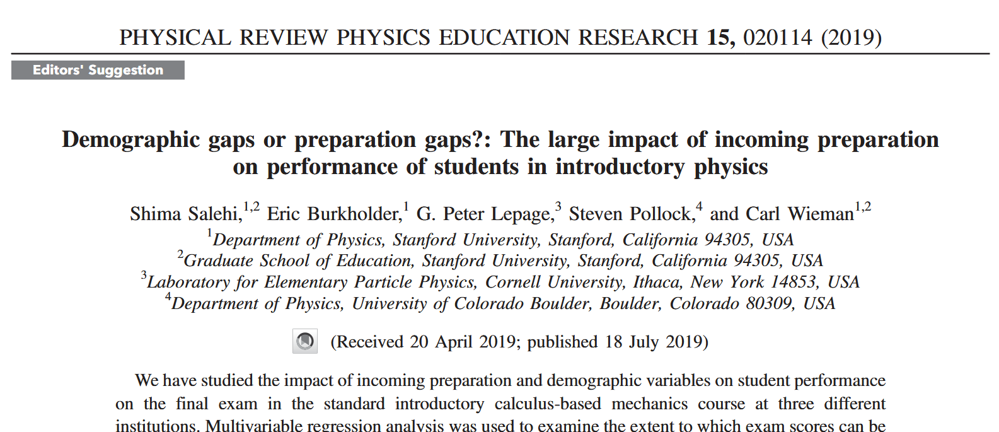 PHYSICAL REVIEW PHYSICS EDUCATION RESEARCH 15, 020114 (2019)
Editors' Suggestion
Demographic gaps or preparation gaps?: The large impact of incoming preparation
on performance of students in introductory physics
Shima Salehi,1,2 Eric Burkholder,1 G. Peter Lepage,3 Steven Pollock,4 and Carl Wieman1,2
1Department of Physics, Stanford University, Stanford, California 94305, USA
2Graduate School of Education, Stanford University, Stanford, California 94305, USA
3Laboratory for Elementary Particle Physics, Cornell University, Ithaca, New York 14853, USA
4Department of Physics, University of Colorado Boulder, Boulder, Colorado 80309, USA
(Received 20 April 2019; published 18 July 2019)
We have studied the impact of incoming preparation and demographic variables on student performance
on the final exam in the standard introductory calculus-based mechanics course at three different
institutions. Multivariable regression analysis was used to examine the extent to which exam scores can be